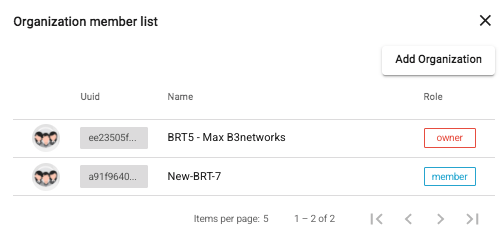 Organization member list
Add Organization
Uuid Name Role
ee23505f... BRT5 - Max B3networks owner
a91f9640... New-BRT-7 member
Items per page: 5 1 – 2 of 2